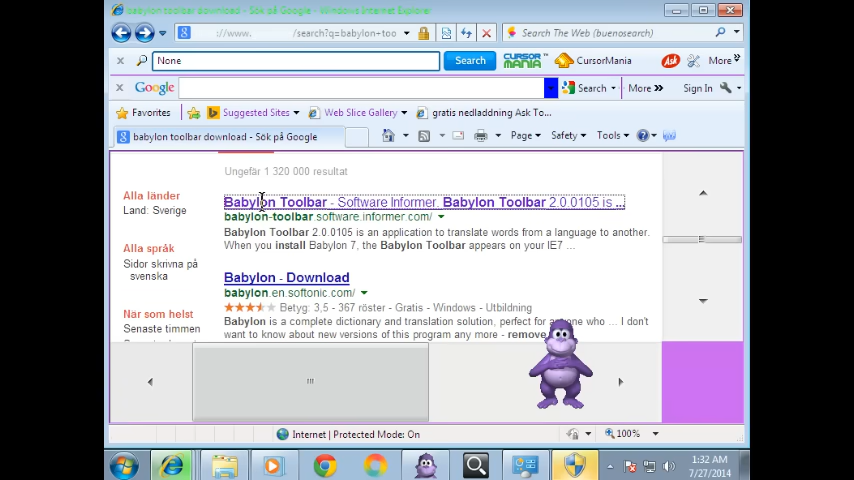 babylon toolbar download - Sök på Google - Windows Internet Explorer
://www. /search?q=babylon+too
Search The Web (buenosearch)
None
Search
CURSOR MANIA
CursorMania
Ask
More
Google
Search
More »
Sign In
Favorites
Suggested Sites
Web Slice Gallery
gratis nedladdning Ask To...
babylon toolbar download - Sök på Google
Page
Safety
Tools
Ungefär 1 320 000 resultat
Alla länder
Land: Sverige
Alla språk
Sidor skrivna på
svenska
När som helst
Senaste timmen
Babylon Toolbar - Software Informer. Babylon Toolbar 2.0.0105 is ...
babylon-toolbar.software.informer.com/
Babylon Toolbar 2.0.0105 is an application to translate words from a language to another.
When you install Babylon 7, the Babylon Toolbar appears on your IE7 ...
Babylon - Download
babylon.en.softonic.com/
Betyg: 3,5 - 367 röster - Gratis - Windows - Utbildning
Babylon is a complete dictionary and translation solution, perfect for anyone who ... I don't
want to know about new versions of this program any more - remove
Internet | Protected Mode: On
100%
1:32 AM
7/27/2014